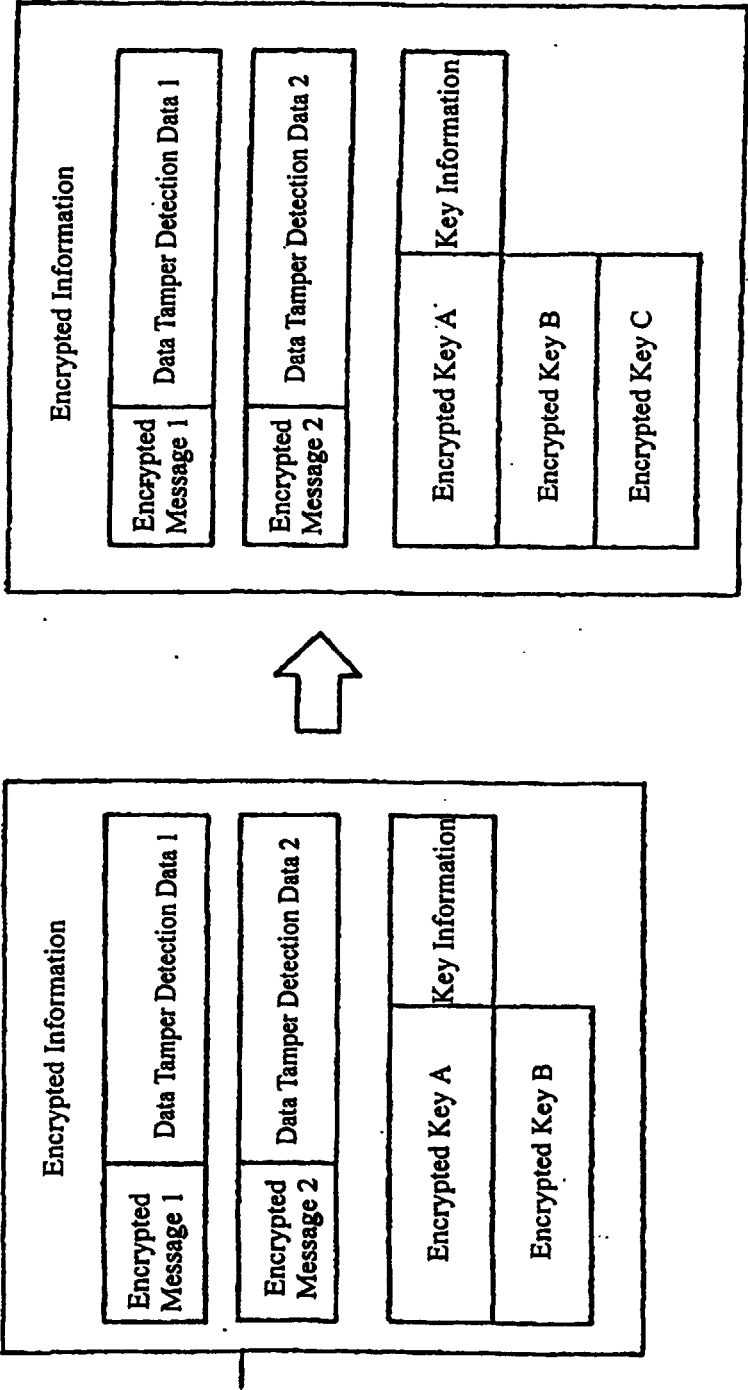 Encrypted Information
Encrypted
Message 1
Data Tamper Detection Data 1
Encrypted
Message 2
Data Tamper Detection Data 2
Encrypted Key A
Key Information
Encrypted Key B
Encrypted Information
Encrypted
Message 1
Data Tamper Detection Data 1
Encrypted
Message 2
Data Tamper Detection Data 2
Encrypted Key A
Key Information
Encrypted Key B
Encrypted Key C